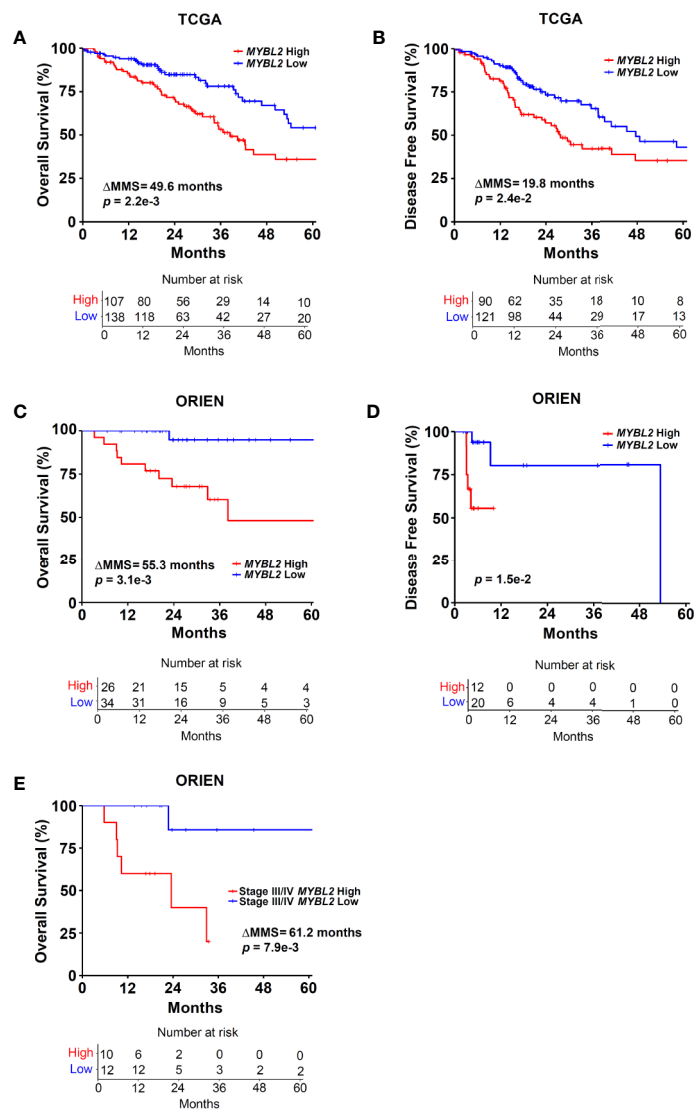 TCGA
A
Overall Survival (%)
100
75
50
25
0
MYBL2 High
MYBL2 Low
ΔMMS= 49.6 months
p = 2.2e-3
0 12 24 36 48 60
Months
Number at risk
High 107 80 56 29 14 10
Low 138 118 63 42 27 20
0 12 24 36 48 60
Months
TCGA
B
Disease Free Survival (%)
100
75
50
25
0
MYBL2 High
MYBL2 Low
ΔMMS= 19.8 months
p = 2.4e-2
0 12 24 36 48 60
Months
Number at risk
High 90 62 35 18 10 8
Low 121 98 44 29 17 13
0 12 24 36 48 60
Months
ORIEN
C
Overall Survival (%)
100
75
50
25
0
ΔMMS= 55.3 months
p = 3.1e-3
MYBL2 High
MYBL2 Low
0 12 24 36 48 60
Months
Number at risk
High 26 21 15 5 4 4
Low 34 31 16 9 5 3
0 12 24 36 48 60
Months
ORIEN
D
Disease Free Survival (%)
100
75
50
25
0
MYBL2 High
MYBL2 Low
p = 1.5e-2
0 12 24 36 48 60
Months
Number at risk
High 12 0 0 0 0 0
Low 20 6 4 4 1 0
0 12 24 36 48 60
Months
ORIEN
E
Overall Survival (%)
100
75
50
25
0
Stage III/IV MYBL2 High
Stage III/IV MYBL2 Low
ΔMMS= 61.2 months
p = 7.9e-3
0 12 24 36 48 60
Months
Number at risk
High 10 6 2 0 0 0
Low 12 12 5 3 2 2
0 12 24 36 48 60
Months